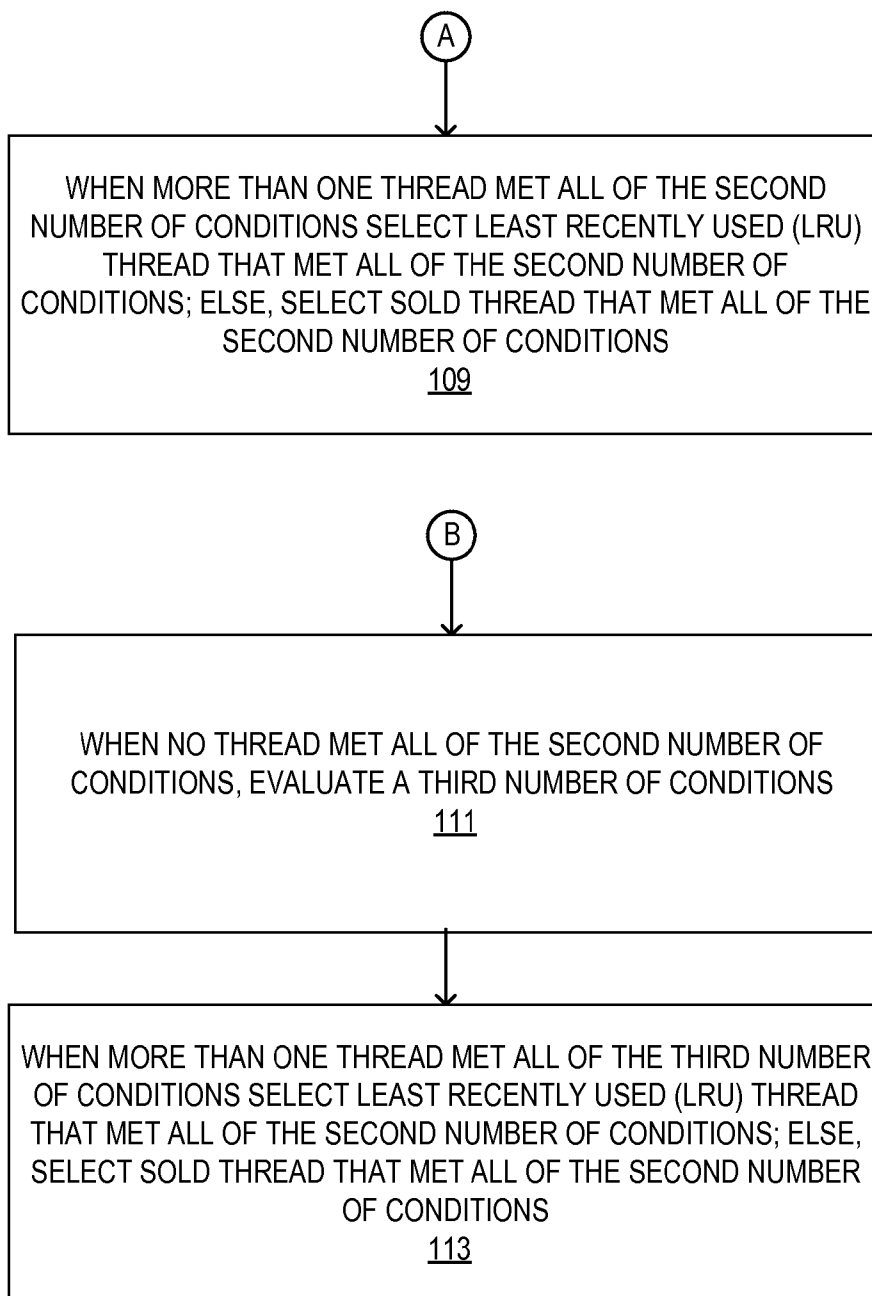 A
WHEN MORE THAN ONE THREAD MET ALL OF THE SECOND
NUMBER OF CONDITIONS SELECT LEAST RECENTLY USED (LRU)
THREAD THAT MET ALL OF THE SECOND NUMBER OF
CONDITIONS; ELSE, SELECT SOLD THREAD THAT MET ALL OF THE
SECOND NUMBER OF CONDITIONS
109
B
WHEN NO THREAD MET ALL OF THE SECOND NUMBER OF
CONDITIONS, EVALUATE A THIRD NUMBER OF CONDITIONS
111
WHEN MORE THAN ONE THREAD MET ALL OF THE THIRD NUMBER
OF CONDITIONS SELECT LEAST RECENTLY USED (LRU) THREAD
THAT MET ALL OF THE SECOND NUMBER OF CONDITIONS; ELSE,
SELECT SOLD THREAD THAT MET ALL OF THE SECOND NUMBER
OF CONDITIONS
113